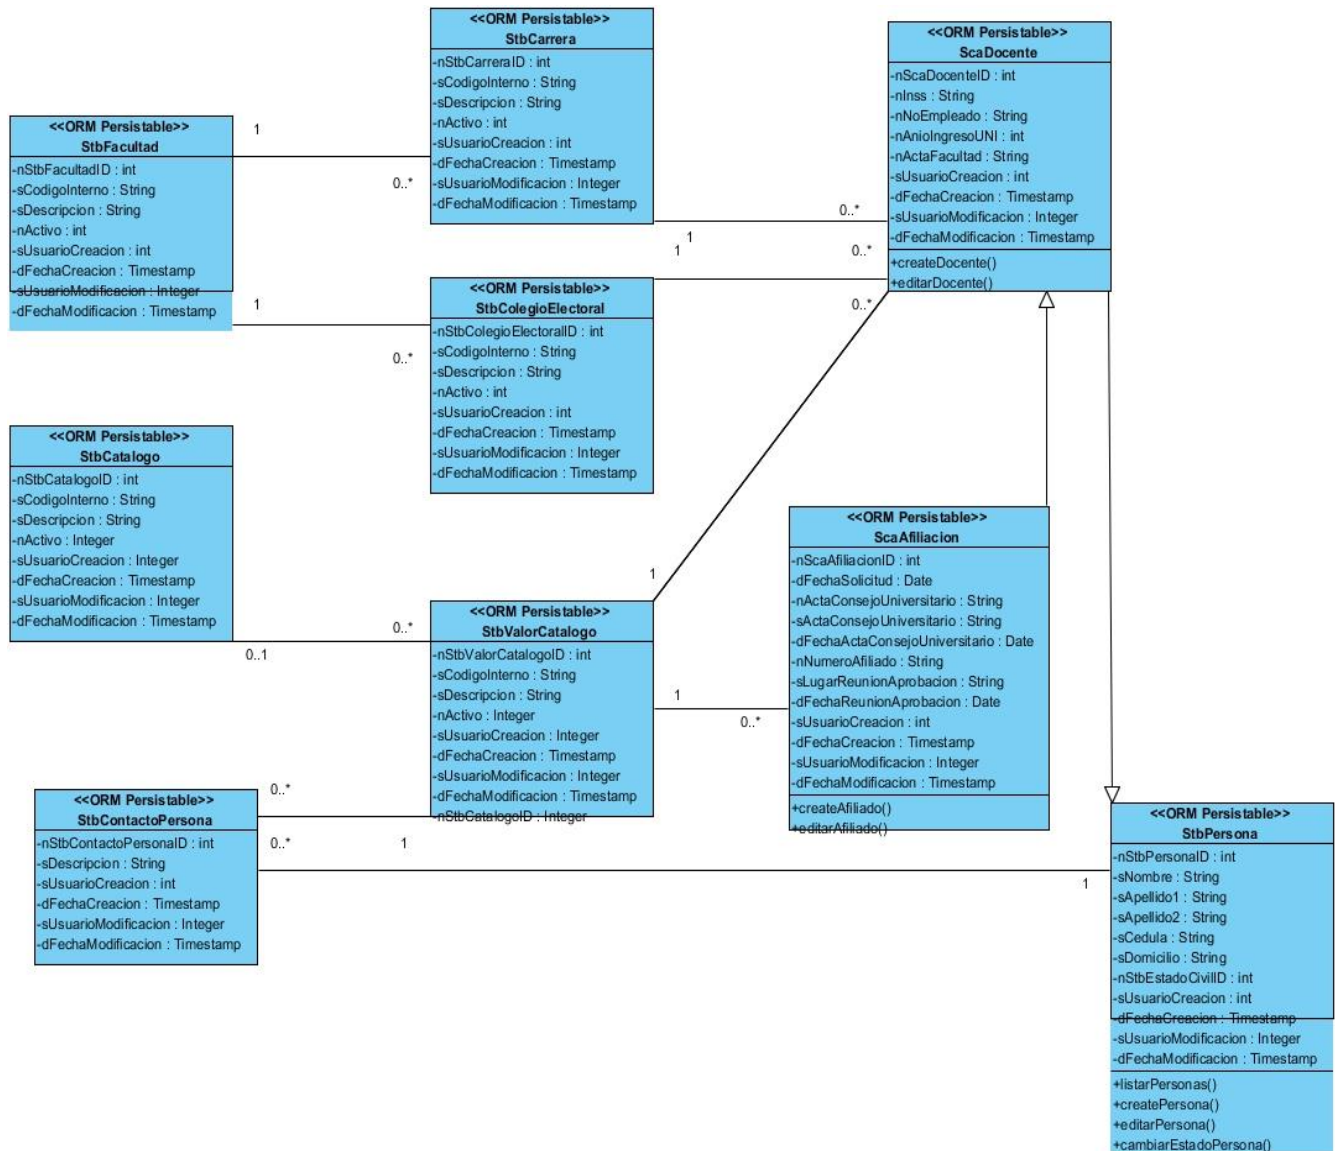 <<ORM Persistable>>
StbCarrera
-nStbCarreraID : int
-sCodigoInterno : String
-sDescripcion : String
-nActivo : int
-sUsuarioCreacion : int
-dFechaCreacion : Timestamp
-sUsuarioModificacion : Integer
-dFechaModificacion : Timestamp
<<ORM Persistable>>
ScaDocente
-nScaDocenteID : int
-nInss : String
-nNoEmpleado : String
-nAnioIngresoUNI : int
-nActaFacultad : String
-sUsuarioCreacion : int
-dFechaCreacion : Timestamp
-sUsuarioModificacion : Integer
-dFechaModificacion : Timestamp
+createDocente()
+editarDocente()
<<ORM Persistable>>
StbFacultad
-nStbFacultadID : int
-sCodigoInterno : String
-sDescripcion : String
-nActivo : int
-sUsuarioCreacion : int
-dFechaCreacion : Timestamp
-sUsuarioModificacion : Integer
-dFechaModificacion : Timestamp
1
0..*
1
0..*
0..*
1
1
0..*
0..*
<<ORM Persistable>>
StbColegioElectoral
-nStbColegioElectoralID : int
-sCodigoInterno : String
-sDescripcion : String
-nActivo : int
-sUsuarioCreacion : int
-dFechaCreacion : Timestamp
-sUsuarioModificacion : Integer
-dFechaModificacion : Timestamp
<<ORM Persistable>>
StbCatalogo
-nStbCatalogoID : int
-sCodigoInterno : String
-sDescripcion : String
-nActivo : Integer
-sUsuarioCreacion : Integer
-dFechaCreacion : Timestamp
-sUsuarioModificacion : Integer
-dFechaModificacion : Timestamp
0..1
0..*
1
<<ORM Persistable>>
StbValorCatalogo
-nStbValorCatalogoID : int
-sCodigoInterno : String
-sDescripcion : String
-nActivo : Integer
-sUsuarioCreacion : Integer
-dFechaCreacion : Timestamp
-sUsuarioModificacion : Integer
-dFechaModificacion : Timestamp
-nStbCatalogoID : Integer
1
0..*
<<ORM Persistable>>
ScaAfiliacion
-nScaAfiliacionID : int
-dFechaSolicitud : Date
-nActaConsejoUniversitario : String
-sActaConsejoUniversitario : String
-dFechaActaConsejoUniversitario : Date
-nNumeroAfiliado : String
-sLugarReunionAprobacion : String
-dFechaReunionAprobacion : Date
-sUsuarioCreacion : int
-dFechaCreacion : Timestamp
-sUsuarioModificacion : Integer
-dFechaModificacion : Timestamp
+createAfiliado()
+editarAfiliado()
<<ORM Persistable>>
StbContactoPersona
-nStbContactoPersonaID : int
-sDescripcion : String
-sUsuarioCreacion : int
-dFechaCreacion : Timestamp
-sUsuarioModificacion : Integer
-dFechaModificacion : Timestamp
0..*
0..*
1
1
<<ORM Persistable>>
StbPersona
-nStbPersonaID : int
-sNombre : String
-sApellido1 : String
-sApellido2 : String
-sCedula : String
-sDomicilio : String
-nStbEstadoCivilID : int
-sUsuarioCreacion : int
-dFechaCreacion : Timestamp
-sUsuarioModificacion : Integer
-dFechaModificacion : Timestamp
+listarPersonas()
+createPersona()
+editarPersona()
+cambiarEstadoPersona()